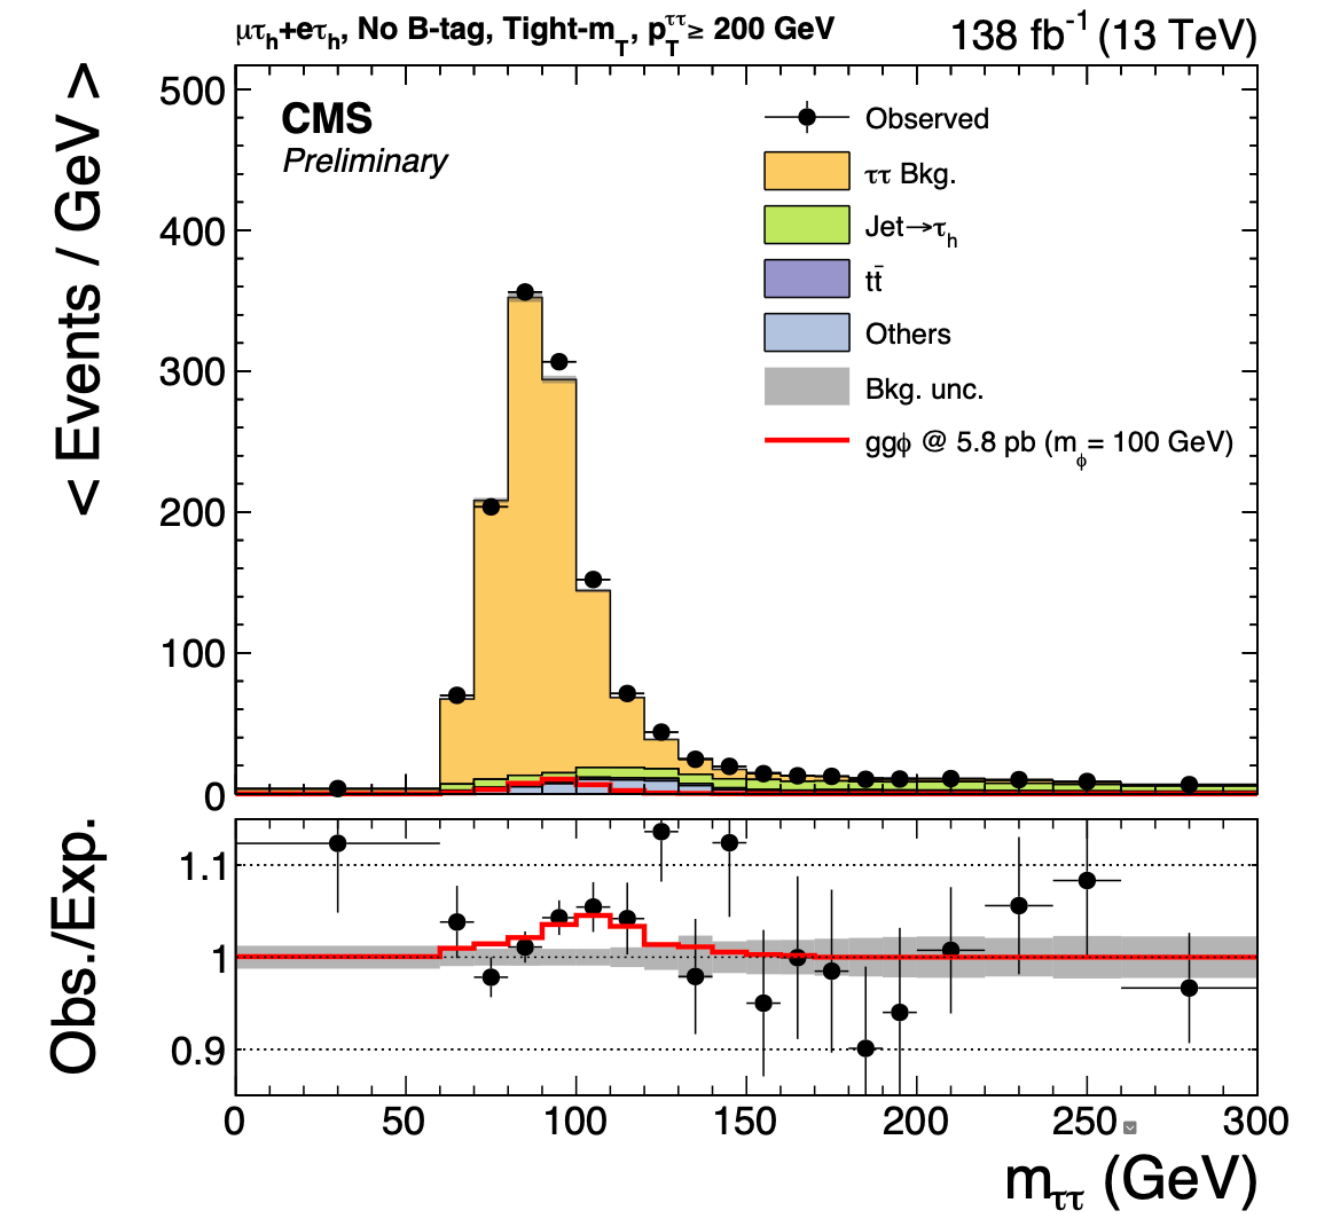 μτh+eτh, No B-tag, Tight-mT, pTττ≥ 200 GeV
138 fb-1 (13 TeV)
< Events / GeV >
500
400
300
200
100
0
CMS
Preliminary
Observed
ττ Bkg.
Jet→τh
tt̄
Others
Bkg. unc.
ggϕ @ 5.8 pb (mϕ= 100 GeV)
Obs./Exp.
1.1
1
0.9
0 50 100 150 200 250 300
mττ (GeV)